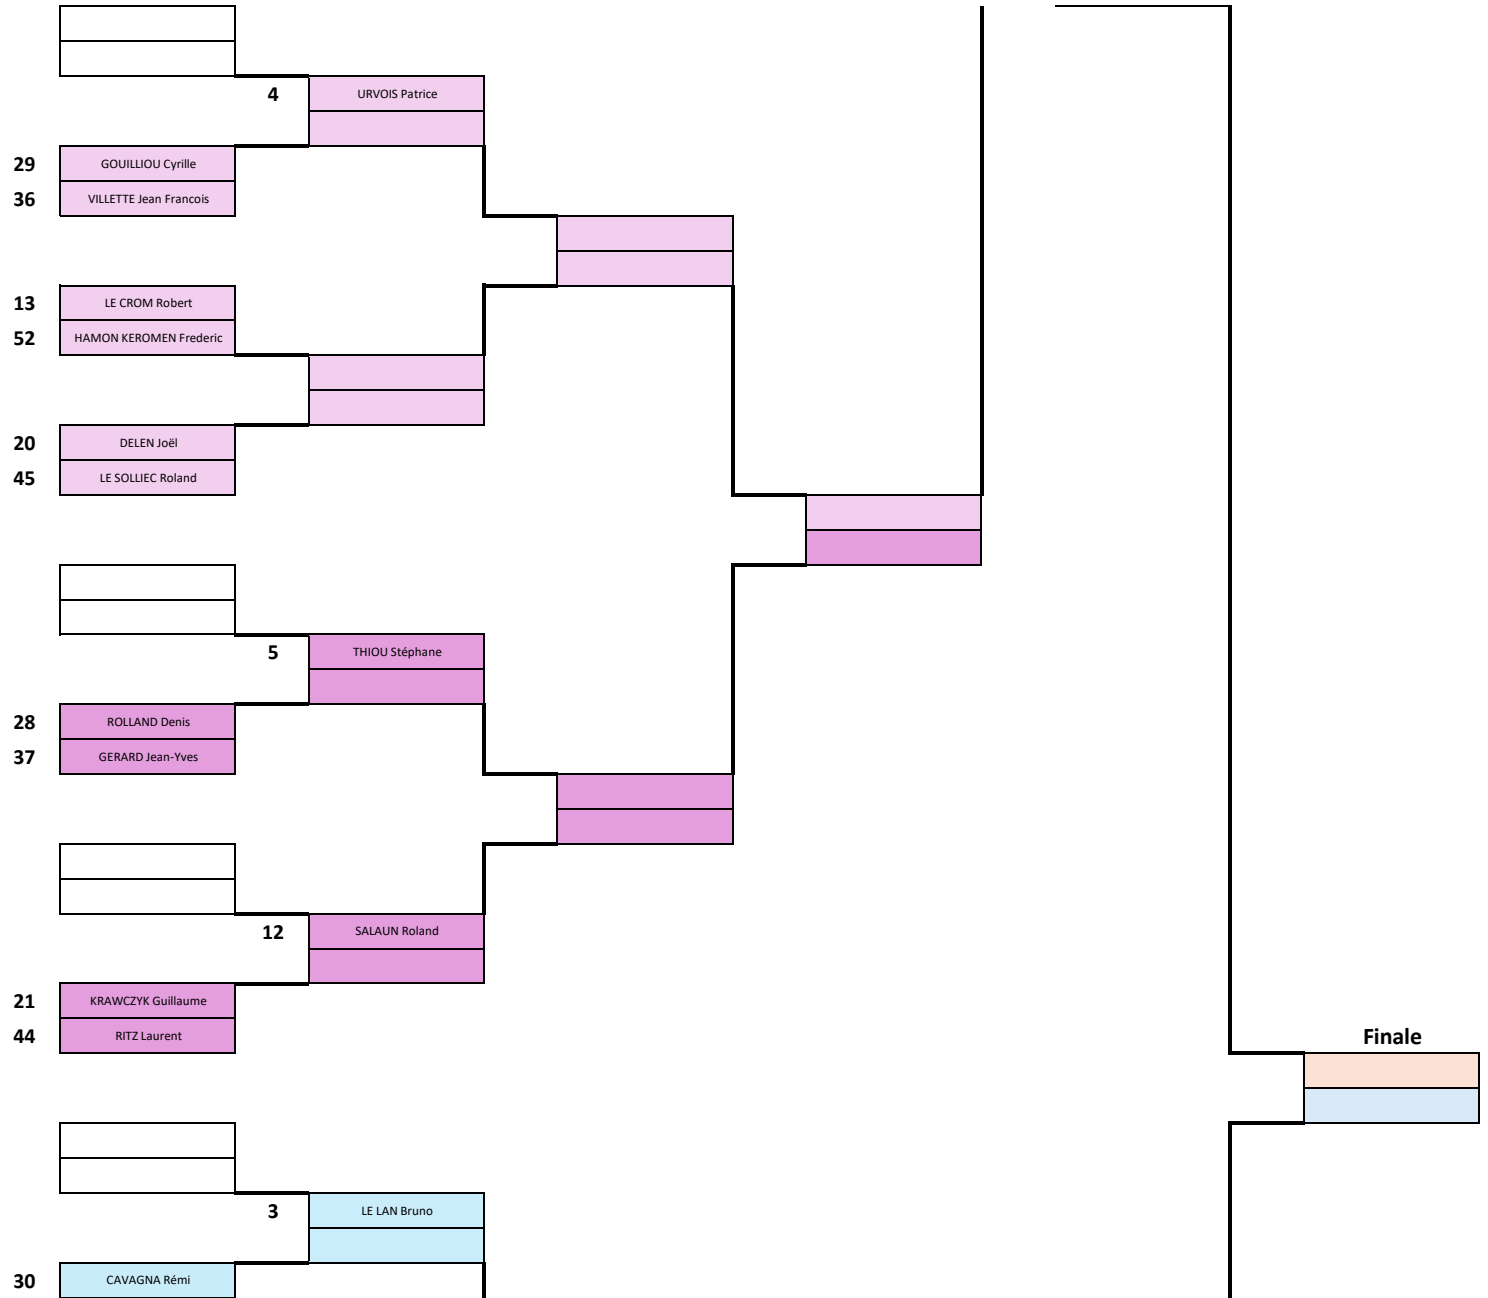 4 URVOIS Patrice
29 GOUILLIOU Cyrille
36 VILLETTE Jean Francois
13 LE CROM Robert
52 HAMON KEROMEN Frederic
20 DELEN Joël
45 LE SOLLIEC Roland
5 THIOU Stéphane
28 ROLLAND Denis
37 GERARD Jean-Yves
12 SALAUN Roland
21 KRAWCZYK Guillaume
44 RITZ Laurent
Finale
3 LE LAN Bruno
30 CAVAGNA Rémi